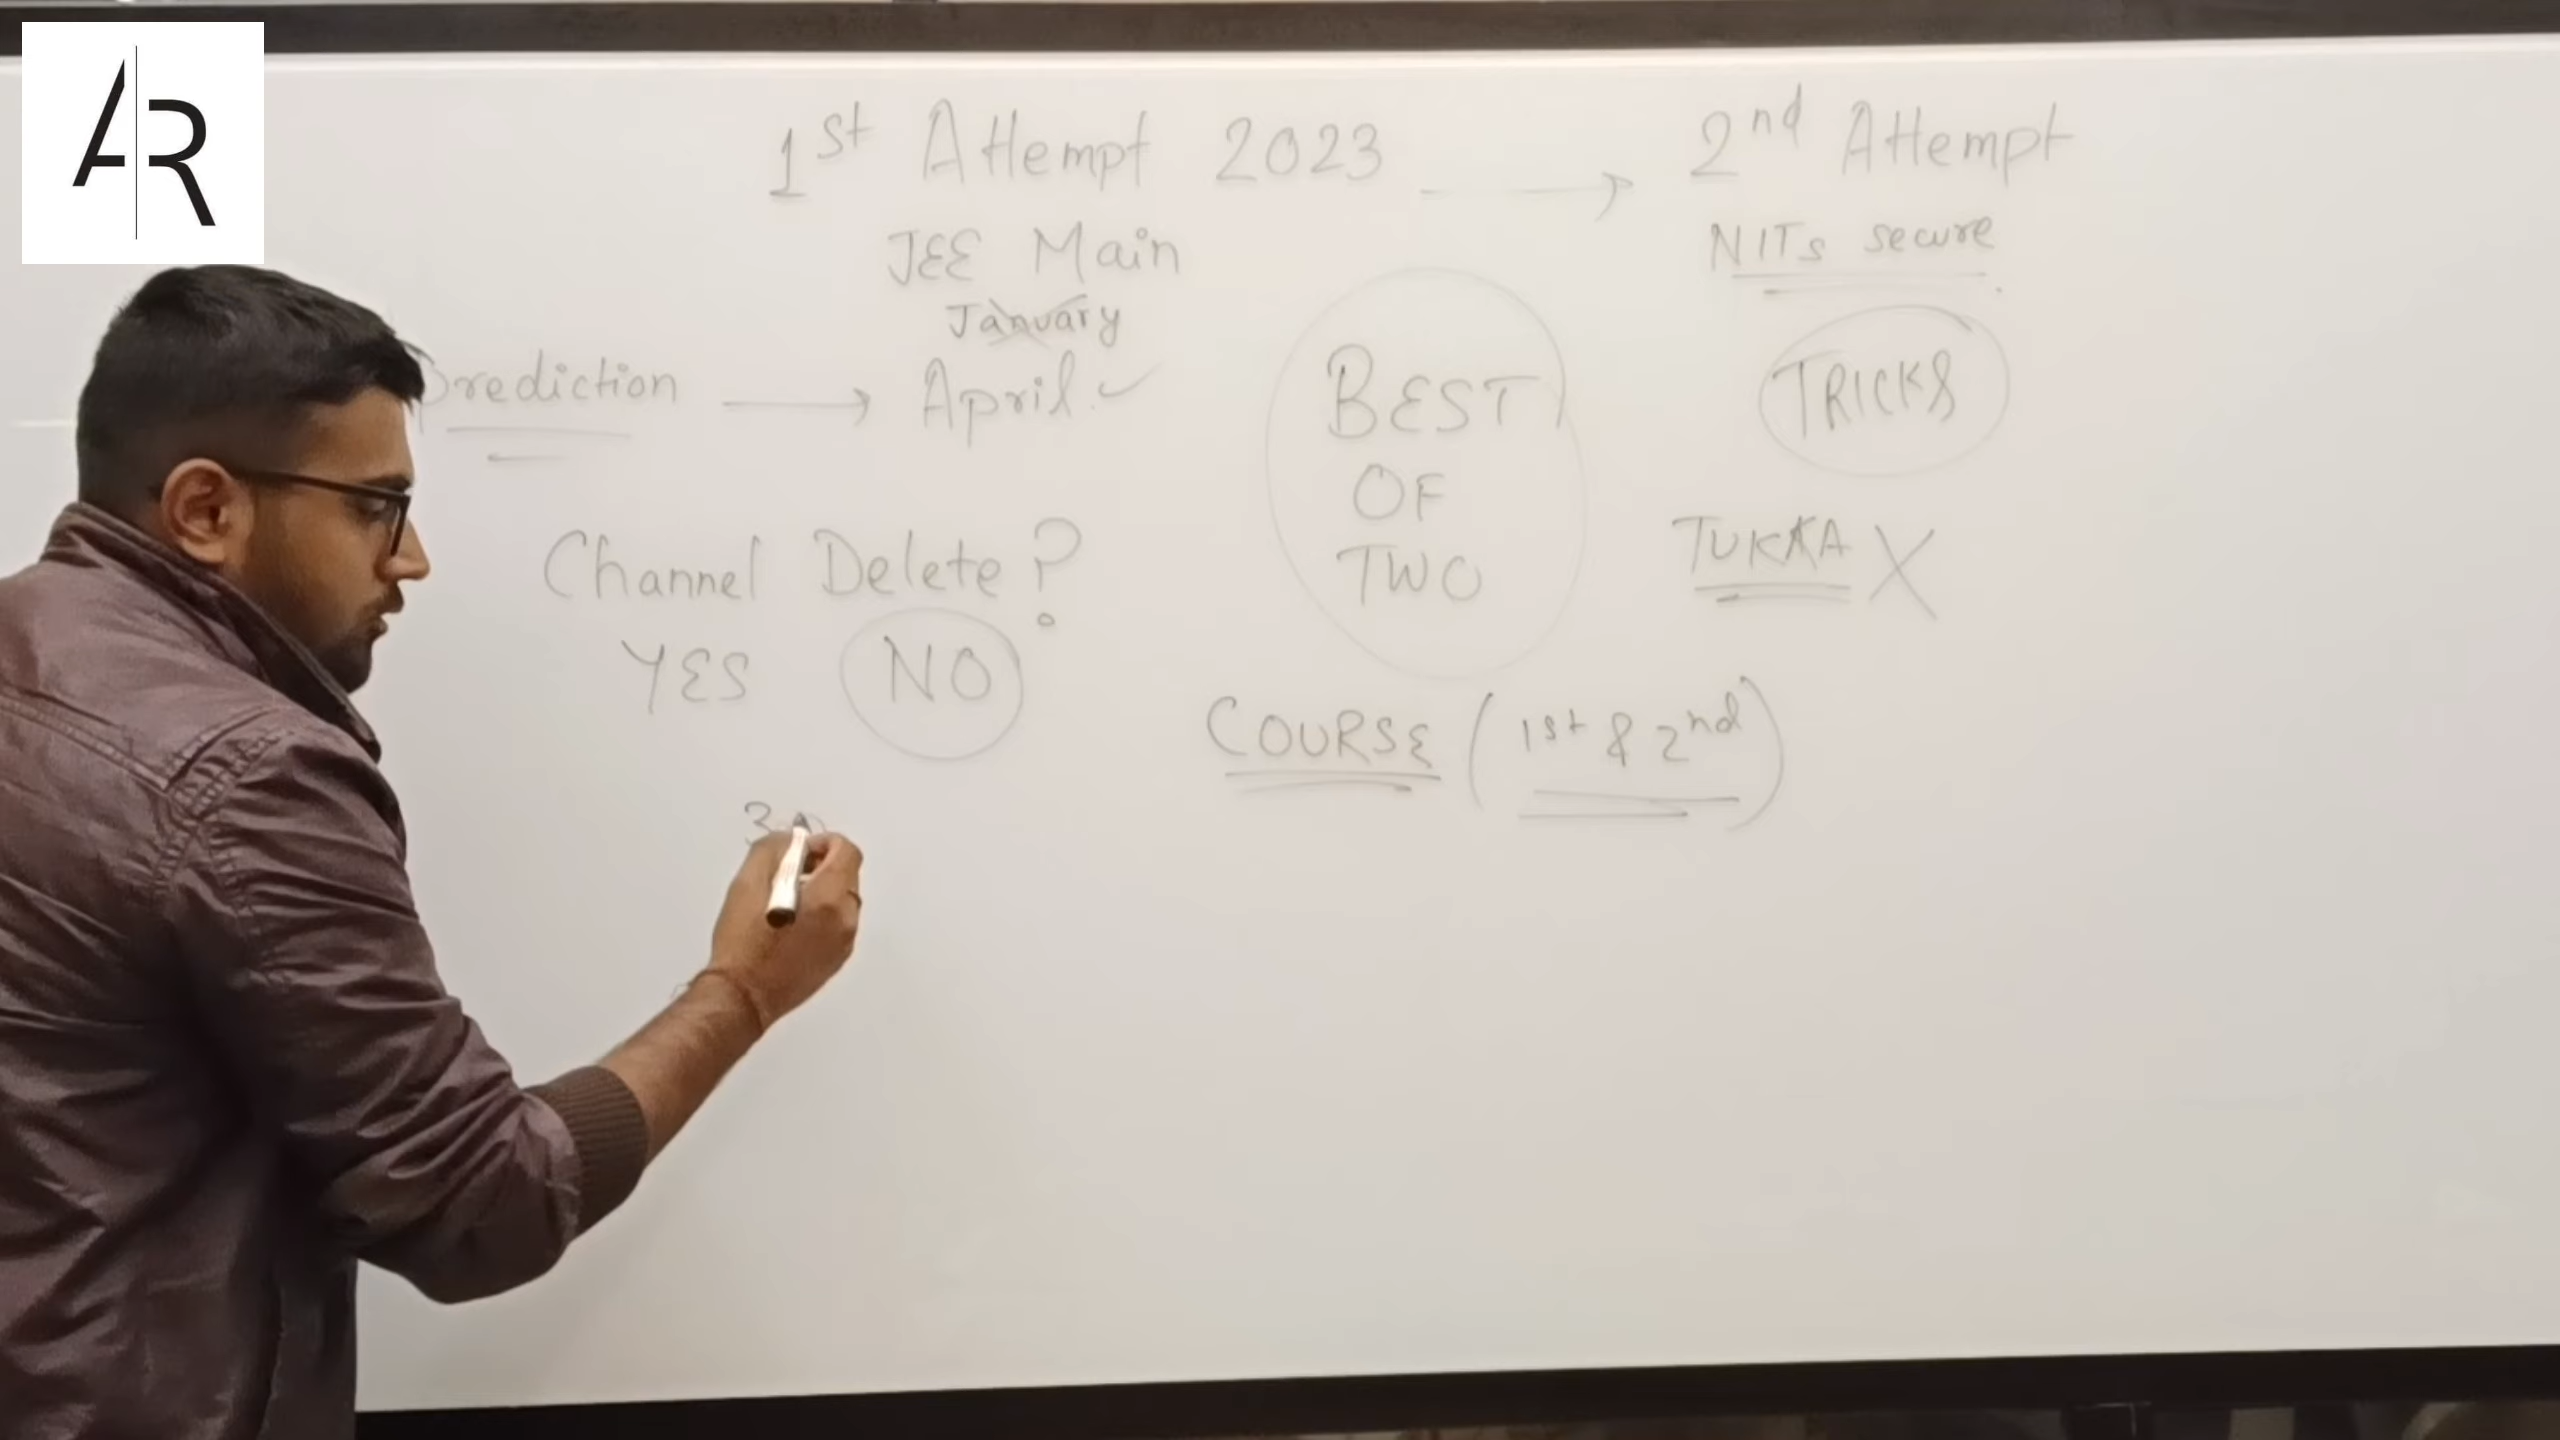 AR
1st Attempt 2023 → 2nd Attempt
JEE Main
NITs secure
January
Prediction → April ✓
BEST
OF
TWO
TRICKS
TUKKA X
Channel Delete?
YES NO
COURSE (1st & 2nd)
3